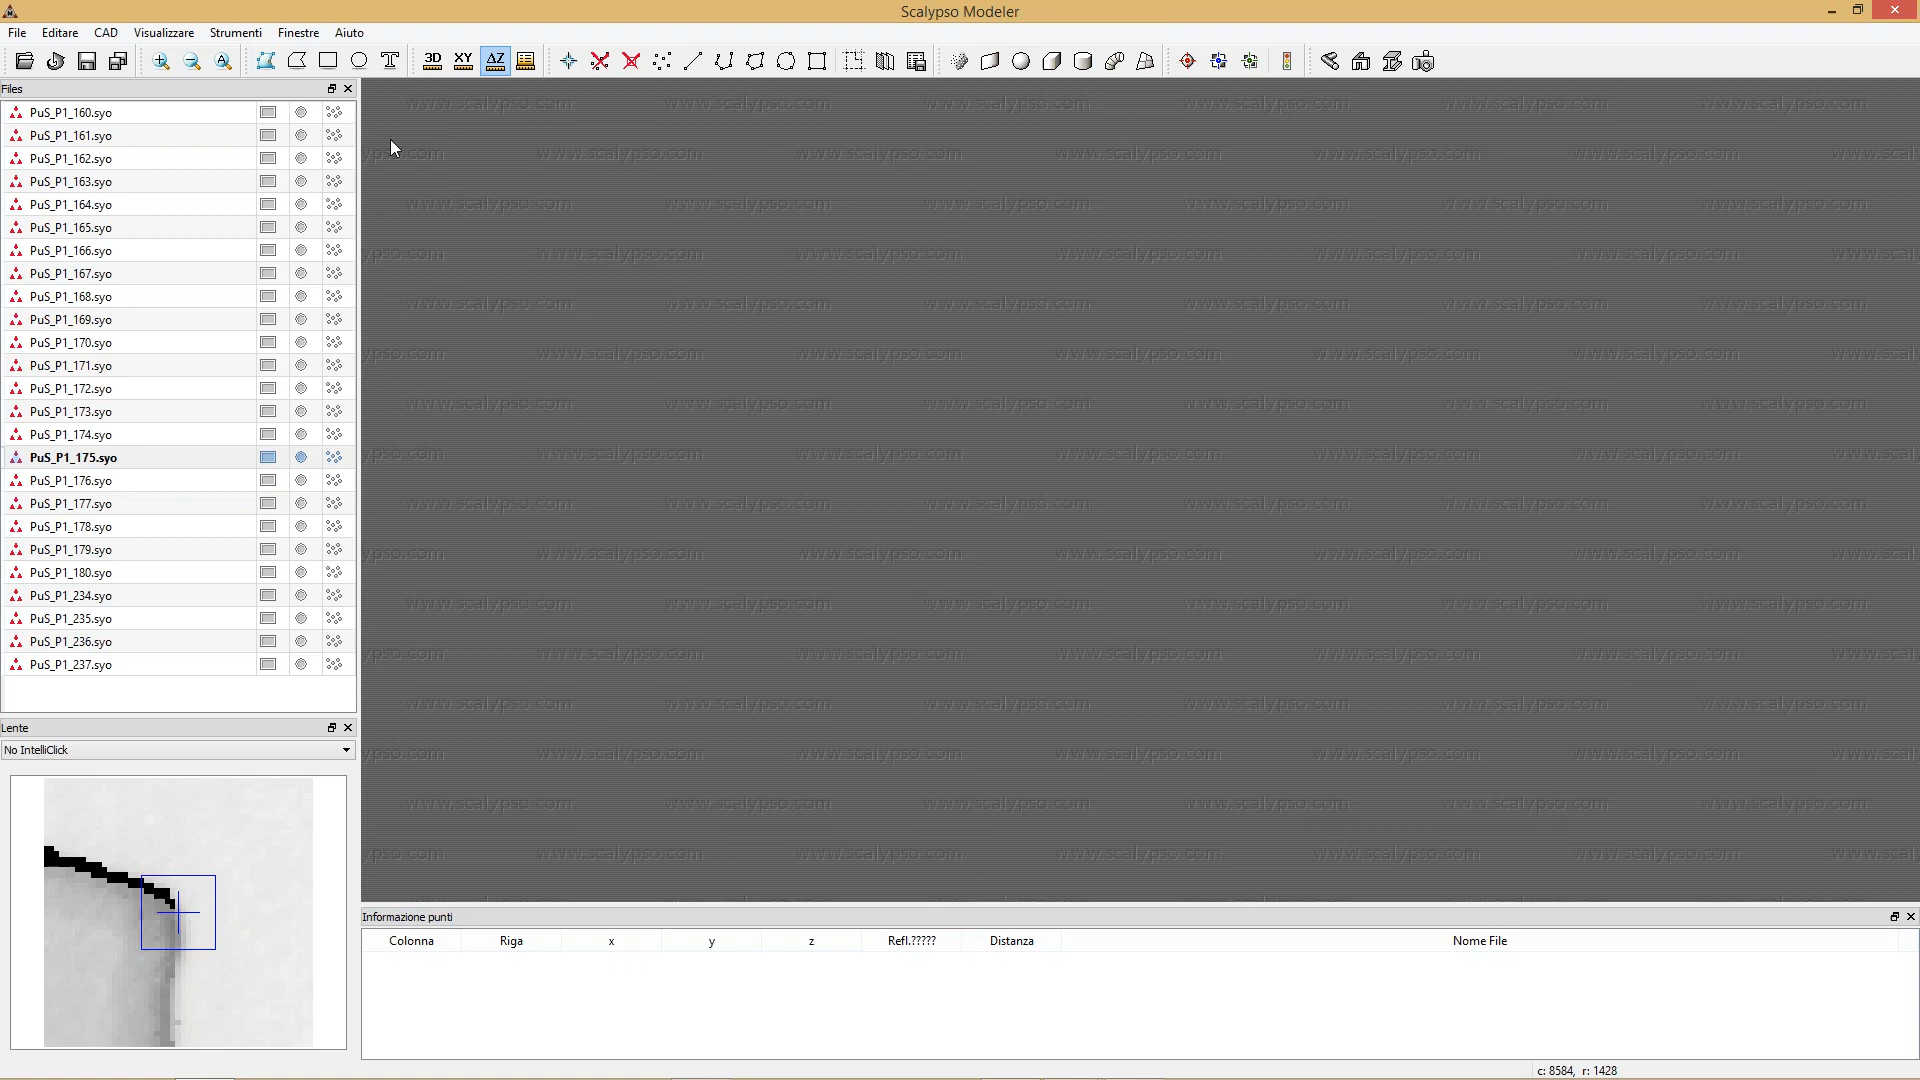 Scalypso Modeler
File Editare CAD Visualizzare Strumenti Finestre Aiuto
3D XY ΔZ
Files
PuS_P1_160.syo
PuS_P1_161.syo
PuS_P1_162.syo
PuS_P1_163.syo
PuS_P1_164.syo
PuS_P1_165.syo
PuS_P1_166.syo
PuS_P1_167.syo
PuS_P1_168.syo
PuS_P1_169.syo
PuS_P1_170.syo
PuS_P1_171.syo
PuS_P1_172.syo
PuS_P1_173.syo
PuS_P1_174.syo
PuS_P1_175.syo
PuS_P1_176.syo
PuS_P1_177.syo
PuS_P1_178.syo
PuS_P1_179.syo
PuS_P1_180.syo
PuS_P1_234.syo
PuS_P1_235.syo
PuS_P1_236.syo
PuS_P1_237.syo
www.scalypso.com
Lente
No IntelliClick
Informazione punti
Colonna Riga x y z Refl.????? Distanza Nome File
c: 8584, r: 1428